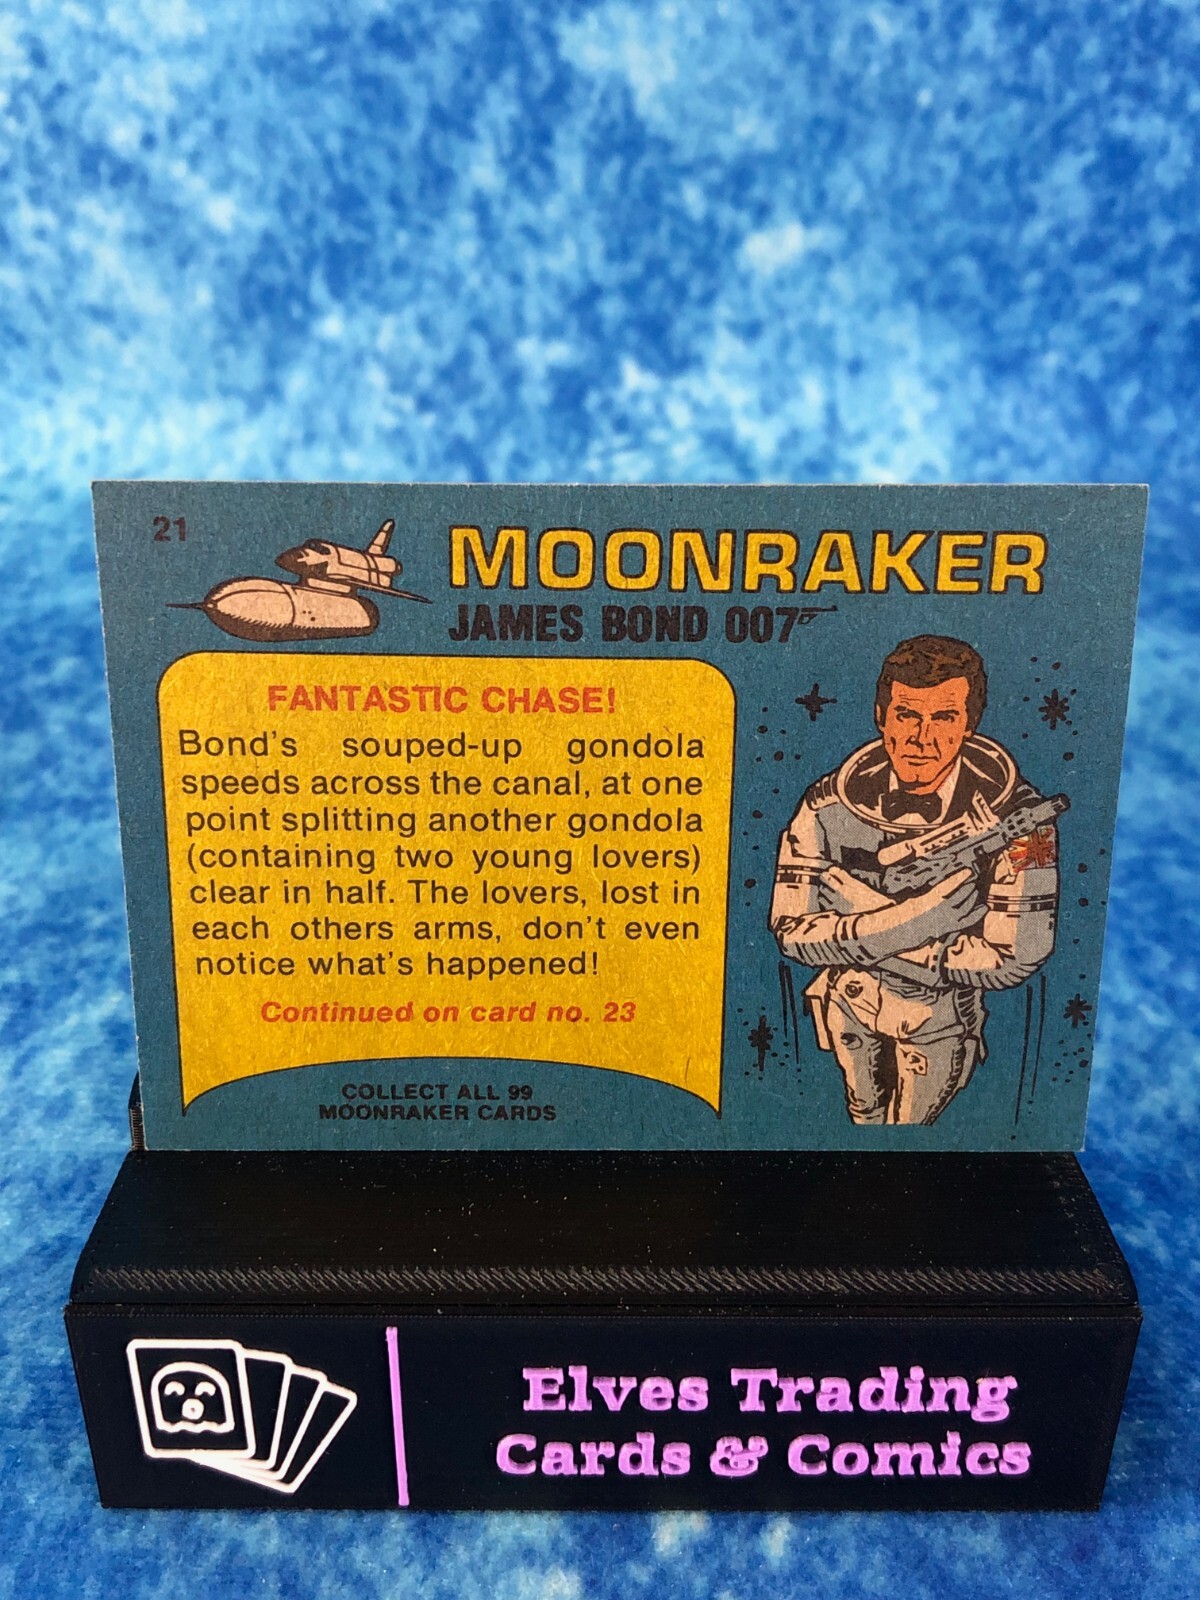 21
MOONRAKER
JAMES BOND 007
FANTASTIC CHASE!
Bond's souped-up gondola
speeds across the canal, at one
point splitting another gondola
(containing two young lovers)
clear in half. The lovers, lost in
each others arms, don't even
notice what's happened!
Continued on card no. 23
COLLECT ALL 99
MOONRAKER CARDS
Elves Trading
Cards & Comics